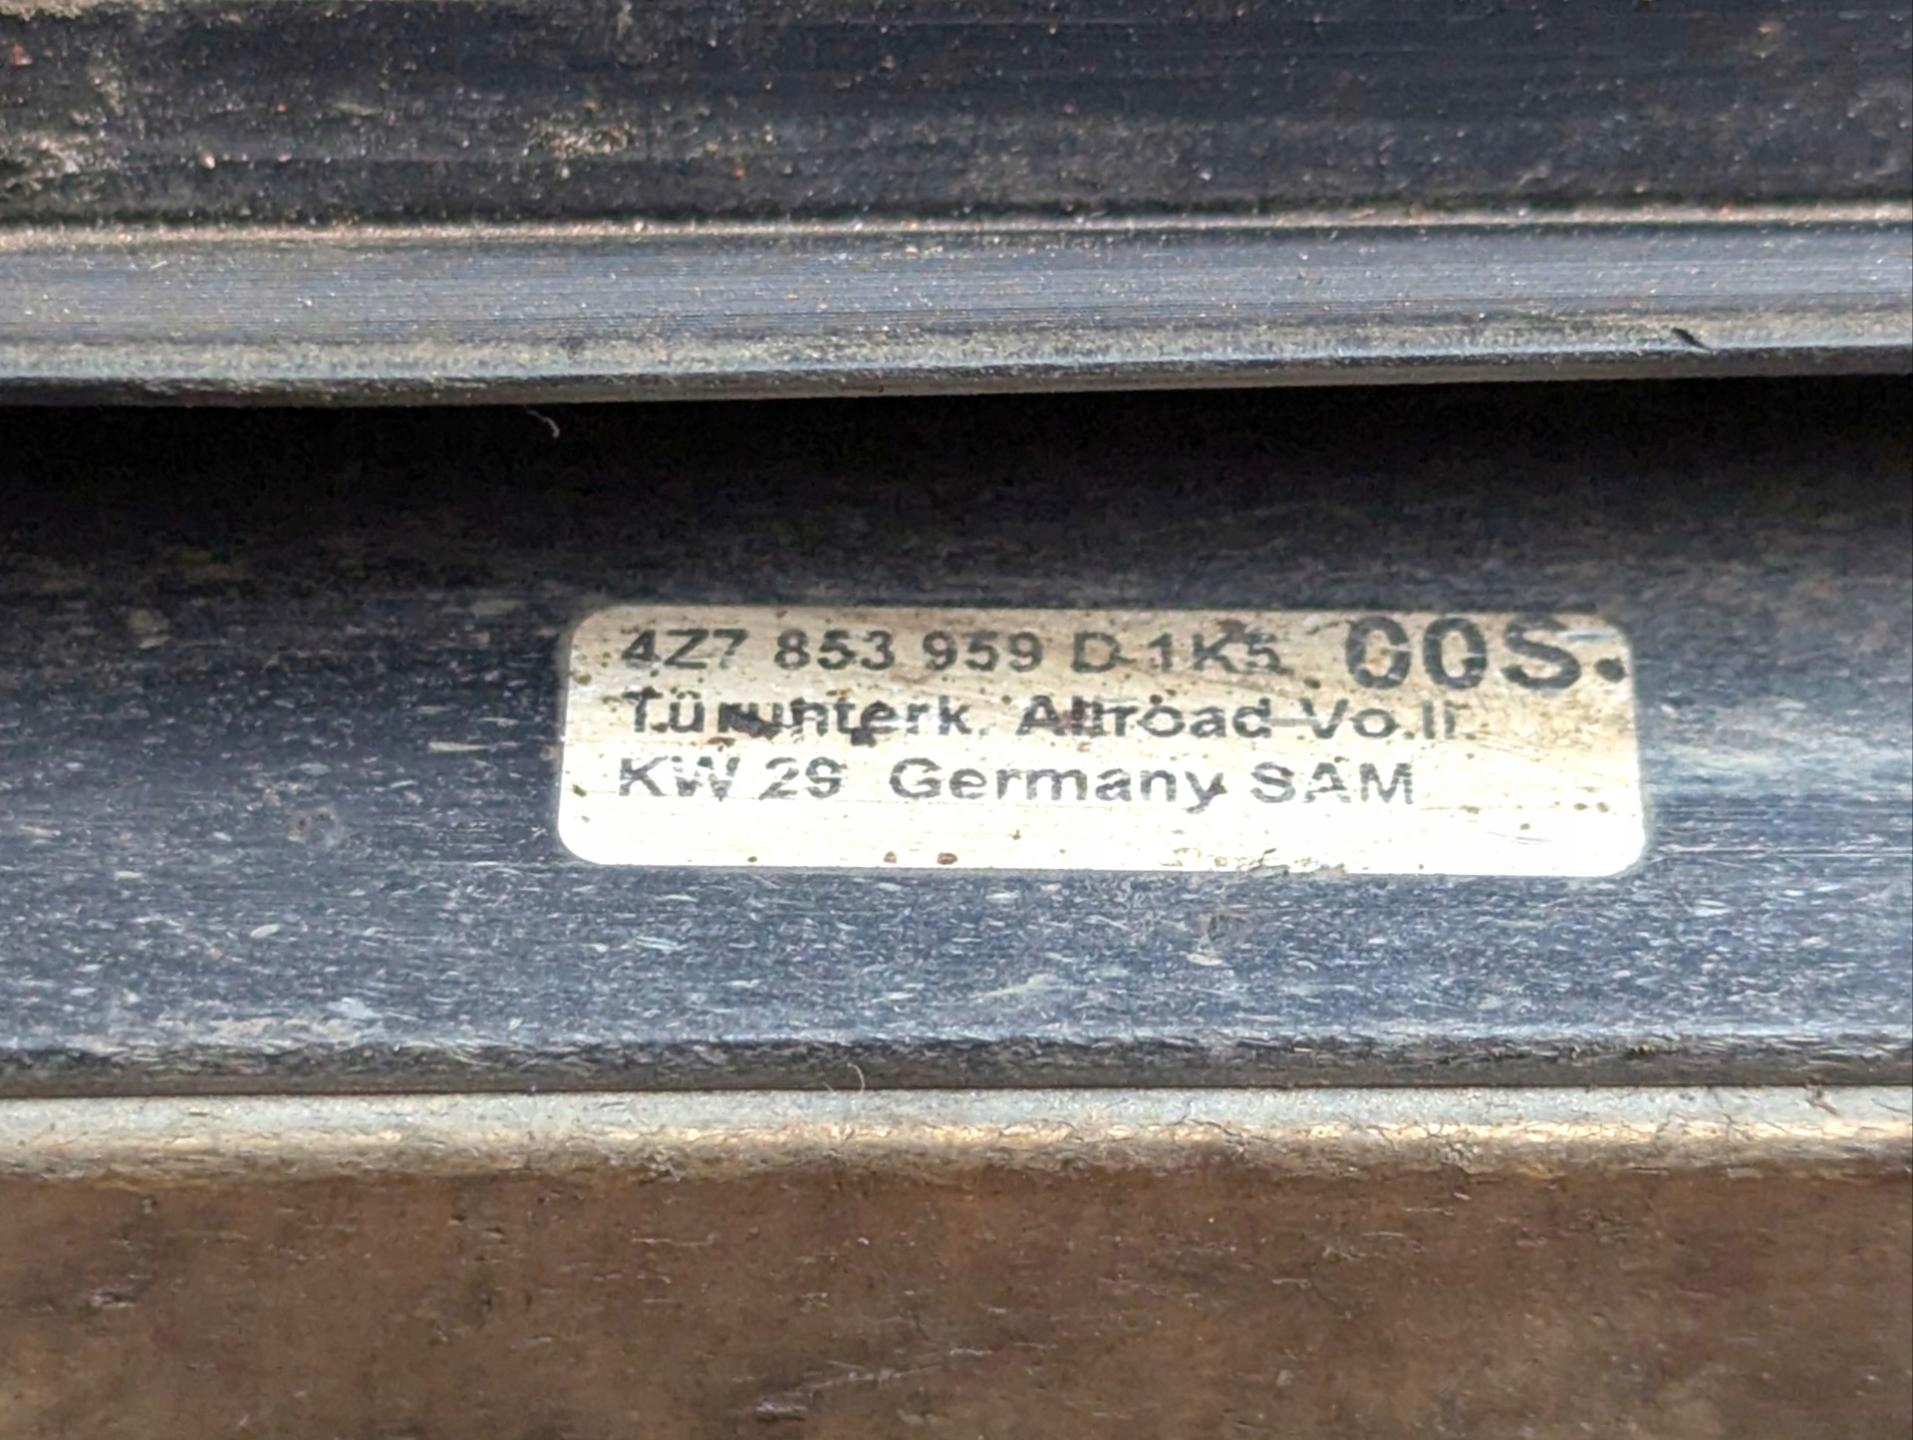 4Z7 853 959 D 1K5 00S.
Türunterk. Allroad Vo.li.
KW 29 Germany SAM